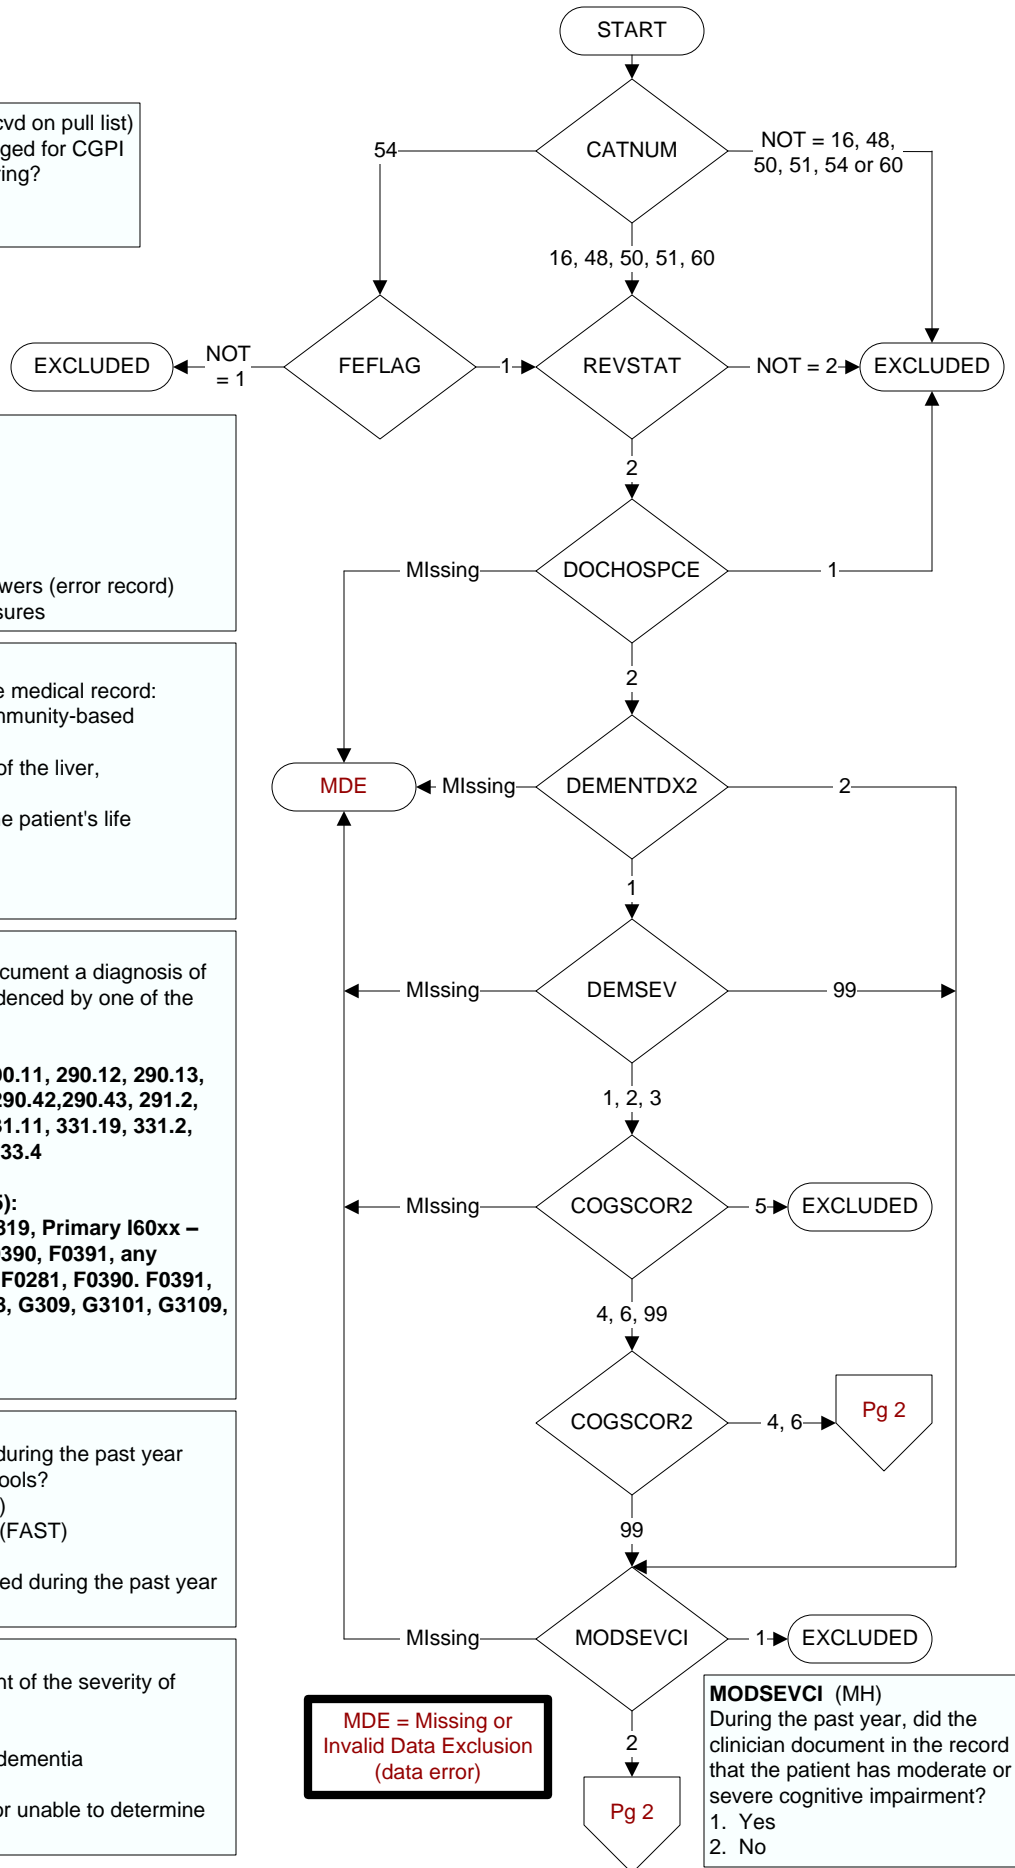 START
cvd on pull list)
ged for CGPI
ring?
CATNUM
54
NOT = 16, 48,
50, 51, 54 or 60
16, 48, 50, 51, 60
EXCLUDED
NOT
= 1
FEFLAG
1
REVSTAT
NOT = 2
EXCLUDED
2
wers (error record)
sures
MIssing
DOCHOSPCE
1
2
e medical record:
mmunity-based
of the liver,
he patient's life
MDE
MIssing
DEMENTDX2
2
1
ocument a diagnosis of
idenced by one of the
90.11, 290.12, 290.13,
290.42,290.43, 291.2,
31.11, 331.19, 331.2,
33.4
5):
819, Primary I60xx –
0390, F0391, any
F0281, F0390. F0391,
8, G309, G3101, G3109,
MIssing
DEMSEV
99
1, 2, 3
MIssing
COGSCOR2
5
EXCLUDED
4, 6, 99
COGSCOR2
4, 6
Pg 2
99
during the past year
ools?
)
(FAST)
ed during the past year
MIssing
MODSEVCI
1
EXCLUDED
2
Pg 2
nt of the severity of
dementia
or unable to determine
MDE = Missing or
Invalid Data Exclusion
(data error)
MODSEVCI (MH)
During the past year, did the
clinician document in the record
that the patient has moderate or
severe cognitive impairment?
1. Yes
2. No